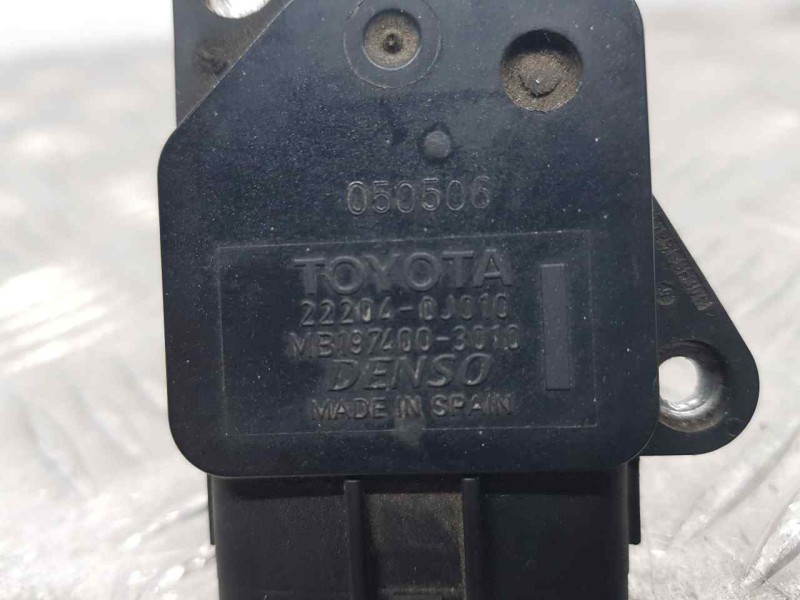 050506
TOYOTA
22204-0J010
MB197400-3010
DENSO
MADE IN SPAIN